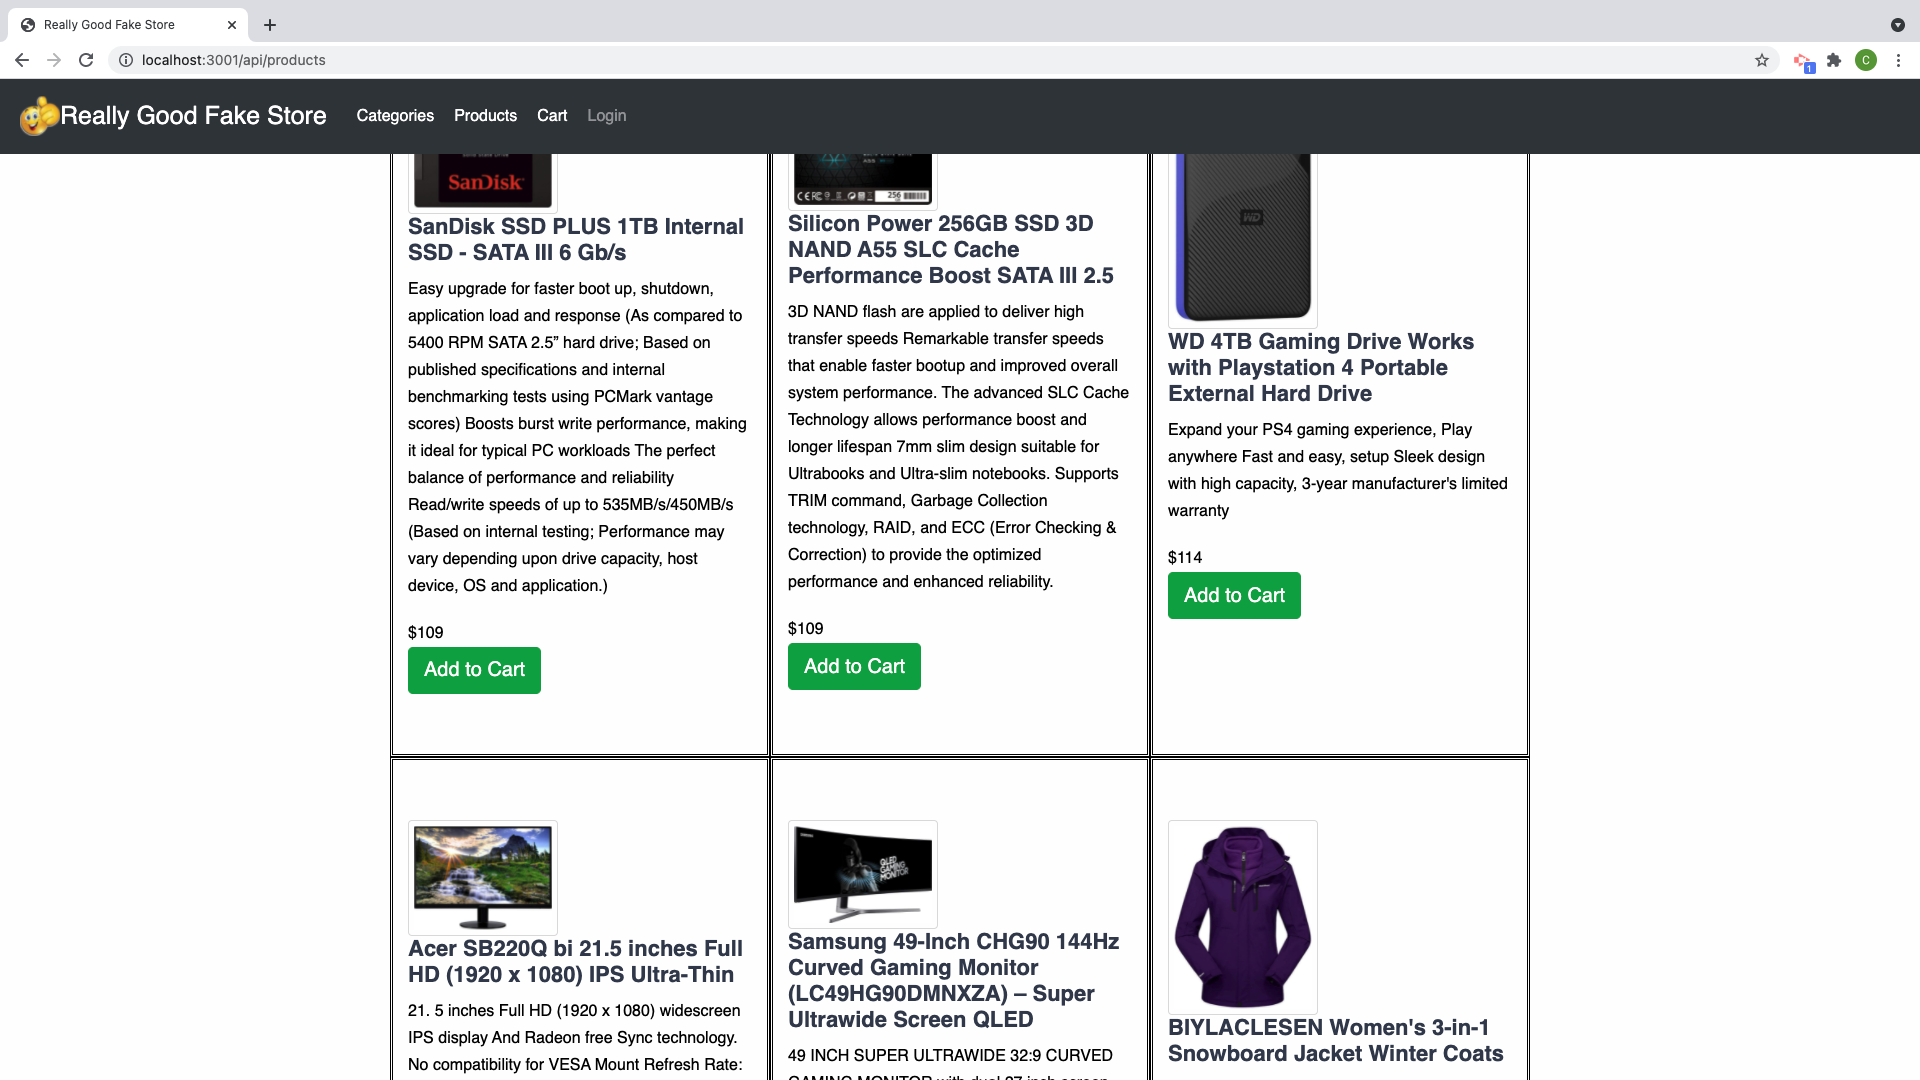 Really Good Fake Store
localhost:3001/api/products
1
C
Really Good Fake Store
Categories
Products
Cart
Login
SanDisk
SanDisk SSD PLUS 1TB Internal
SSD - SATA III 6 Gb/s
Easy upgrade for faster boot up, shutdown,
application load and response (As compared to
5400 RPM SATA 2.5” hard drive; Based on
published specifications and internal
benchmarking tests using PCMark vantage
scores) Boosts burst write performance, making
it ideal for typical PC workloads The perfect
balance of performance and reliability
Read/write speeds of up to 535MB/s/450MB/s
(Based on internal testing; Performance may
vary depending upon drive capacity, host
device, OS and application.)
$109
Add to Cart
256
Silicon Power 256GB SSD 3D
NAND A55 SLC Cache
Performance Boost SATA III 2.5
3D NAND flash are applied to deliver high
transfer speeds Remarkable transfer speeds
that enable faster bootup and improved overall
system performance. The advanced SLC Cache
Technology allows performance boost and
longer lifespan 7mm slim design suitable for
Ultrabooks and Ultra-slim notebooks. Supports
TRIM command, Garbage Collection
technology, RAID, and ECC (Error Checking &
Correction) to provide the optimized
performance and enhanced reliability.
$109
Add to Cart
WD
WD 4TB Gaming Drive Works
with Playstation 4 Portable
External Hard Drive
Expand your PS4 gaming experience, Play
anywhere Fast and easy, setup Sleek design
with high capacity, 3-year manufacturer's limited
warranty
$114
Add to Cart
Acer SB220Q bi 21.5 inches Full
HD (1920 x 1080) IPS Ultra-Thin
21. 5 inches Full HD (1920 x 1080) widescreen
IPS display And Radeon free Sync technology.
No compatibility for VESA Mount Refresh Rate:
QLED
GAMING
MONITOR
Samsung 49-Inch CHG90 144Hz
Curved Gaming Monitor
(LC49HG90DMNXZA) – Super
Ultrawide Screen QLED
49 INCH SUPER ULTRAWIDE 32:9 CURVED
GAMING MONITOR with dual 27 inch screen
BIYLACLESEN Women's 3-in-1
Snowboard Jacket Winter Coats